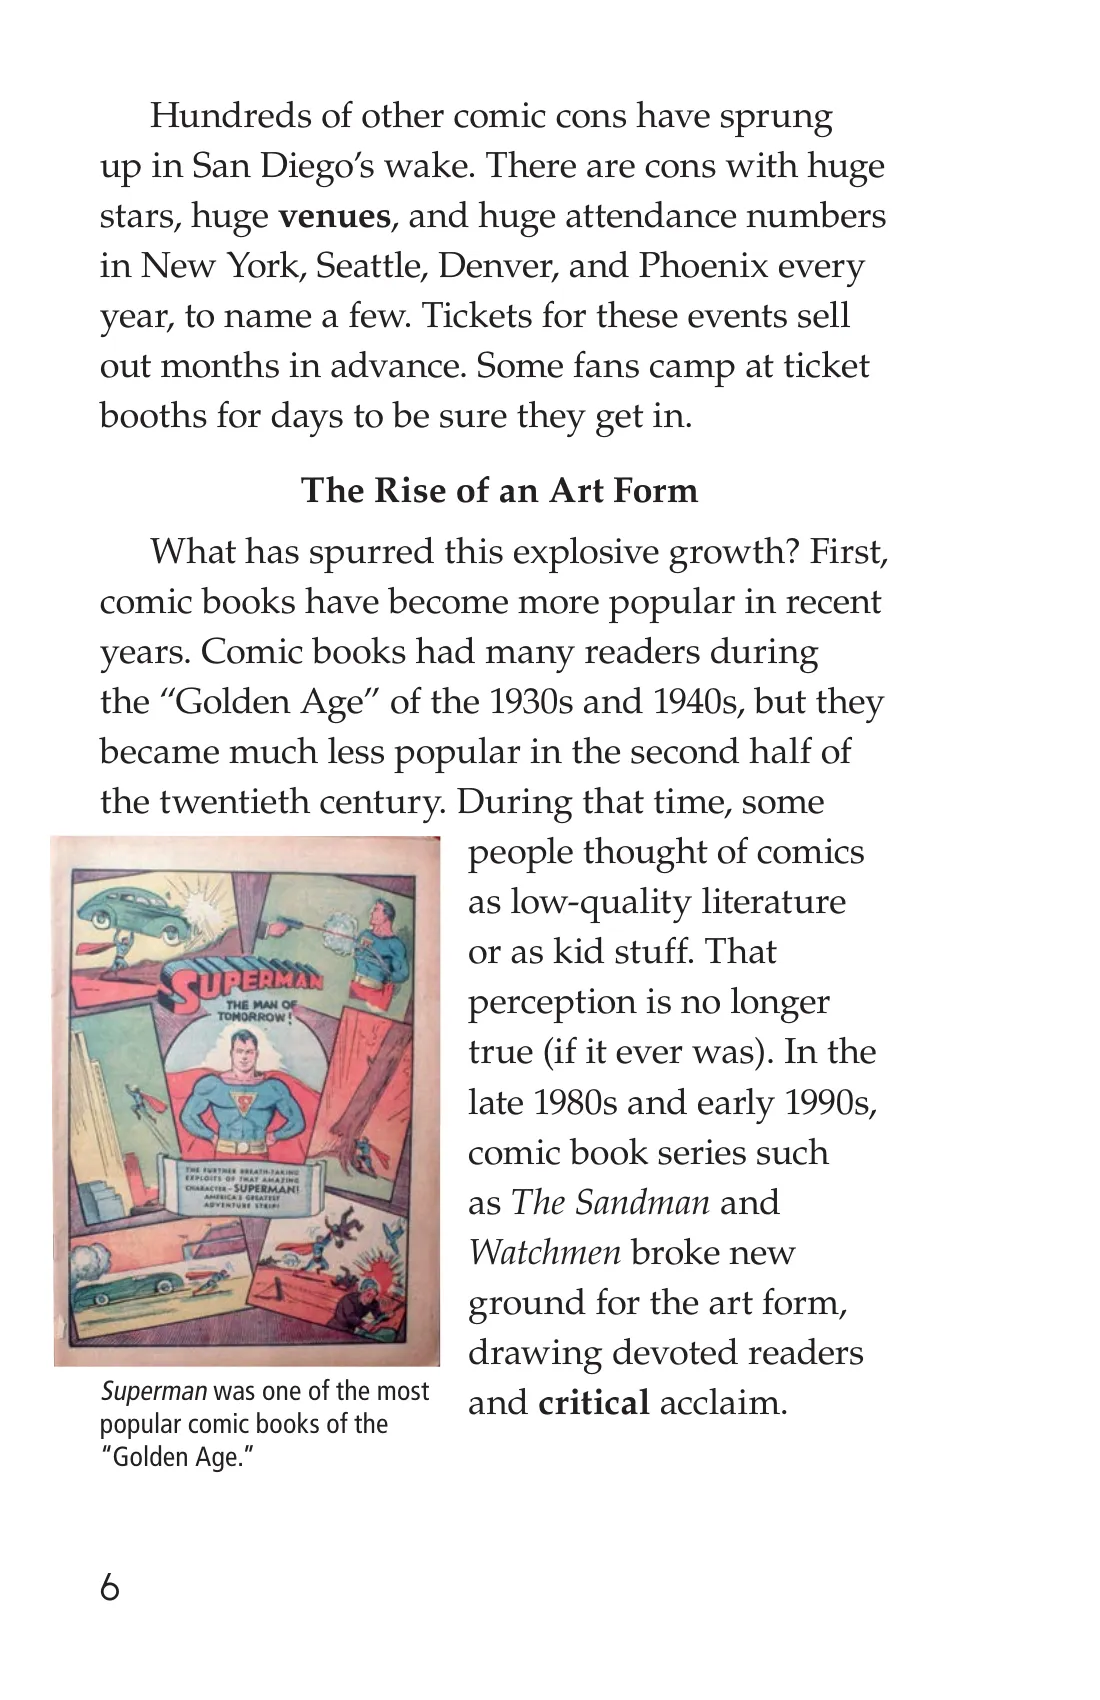 Hundreds of other comic cons have sprung
up in San Diego’s wake. There are cons with huge
stars, huge venues, and huge attendance numbers
in New York, Seattle, Denver, and Phoenix every
year, to name a few. Tickets for these events sell
out months in advance. Some fans camp at ticket
booths for days to be sure they get in.
The Rise of an Art Form
What has spurred this explosive growth? First,
comic books have become more popular in recent
years. Comic books had many readers during
the “Golden Age” of the 1930s and 1940s, but they
became much less popular in the second half of
the twentieth century. During that time, some
people thought of comics
as low-quality literature
or as kid stuff. That
perception is no longer
true (if it ever was). In the
late 1980s and early 1990s,
comic book series such
as The Sandman and
Watchmen broke new
ground for the art form,
drawing devoted readers
and critical acclaim.
SUPERMAN
THE MAN OF
TOMORROW!
S
THE FURTHER BREATH-TAKING
EXPLOITS OF THAT AMAZING
CHARACTER-SUPERMAN!
AMERICA'S GREATEST
ADVENTURE STRIP!
Superman was one of the most
popular comic books of the
“Golden Age.”
6